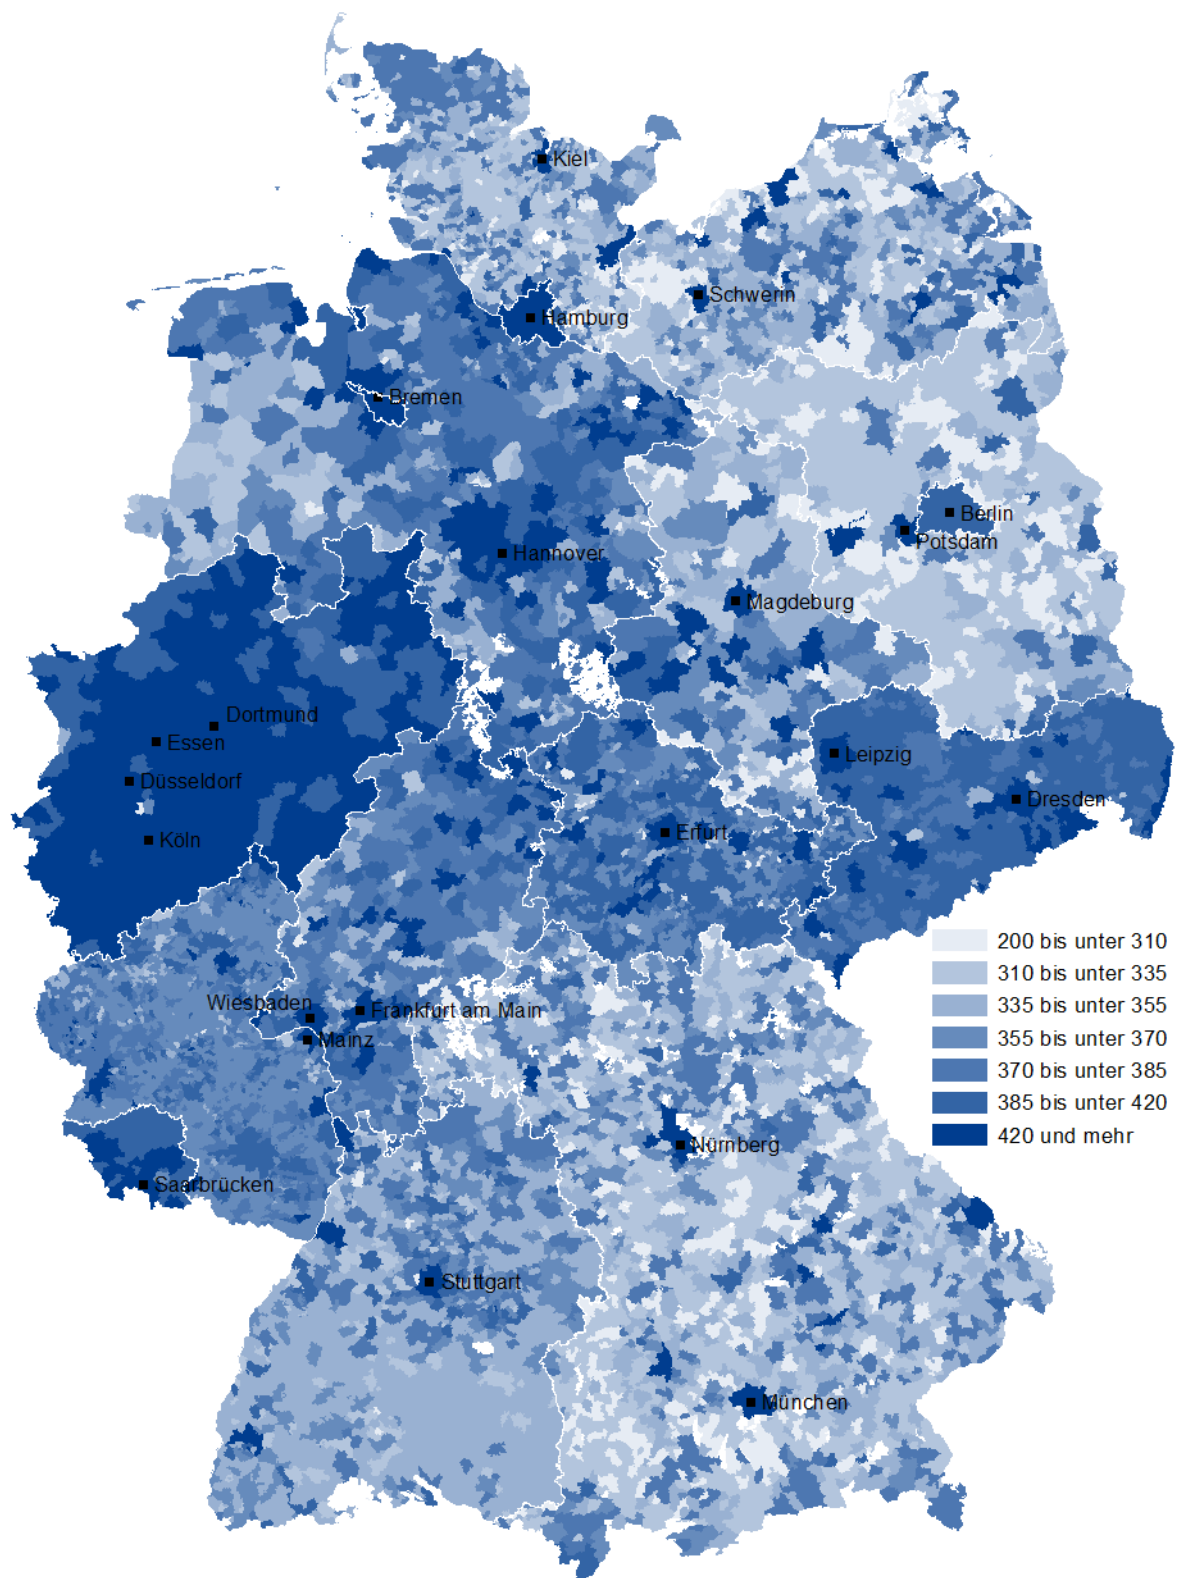 Kiel
Schwerin
Hamburg
Bremen
Berlin
Potsdam
Hannover
Magdeburg
Dortmund
Essen
Düsseldorf
Leipzig
Dresden
Köln
Erfurt
200 bis unter 310
310 bis unter 335
335 bis unter 355
355 bis unter 370
370 bis unter 385
385 bis unter 420
420 und mehr
Wiesbaden
Frankfurt am Main
Mainz
Nürnberg
Saarbrücken
Stuttgart
München